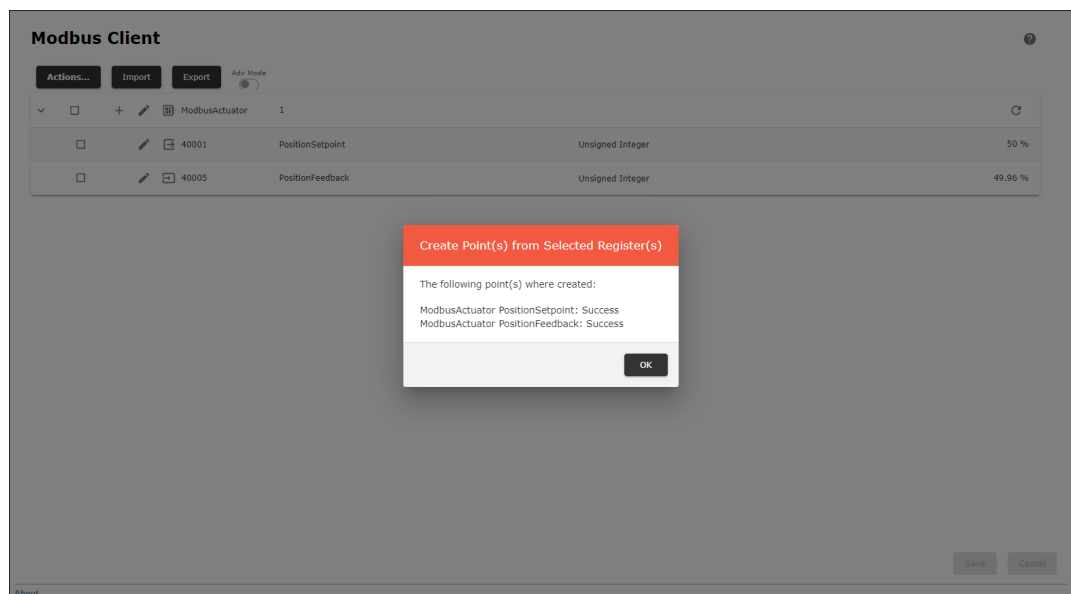 Modbus Client
Actions...
Import
Export
Adv Mode
ModbusActuator 1
40001 PositionSetpoint Unsigned Integer 50 %
40005 PositionFeedback Unsigned Integer 49.96 %
Create Point(s) from Selected Register(s)
The following point(s) where created:
ModbusActuator PositionSetpoint: Success
ModbusActuator PositionFeedback: Success
OK
Save
Cancel
About